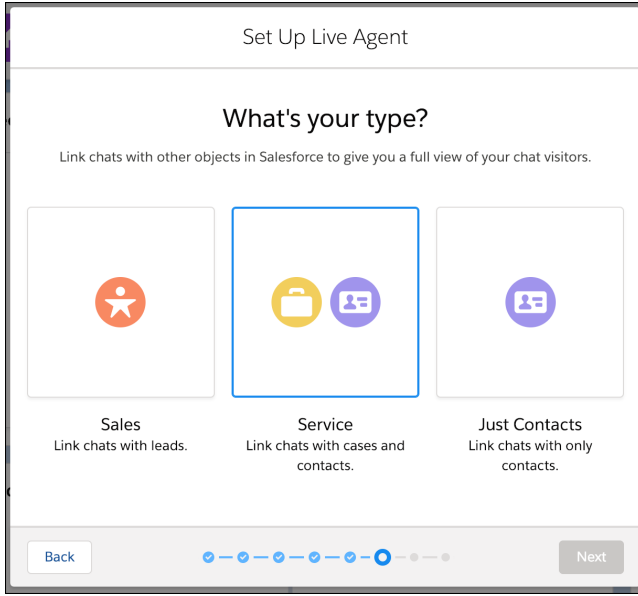 Set Up Live Agent
What's your type?
Link chats with other objects in Salesforce to give you a full view of your chat visitors.
Sales
Link chats with leads.
Service
Link chats with cases and
contacts.
Just Contacts
Link chats with only
contacts.
Back
Next